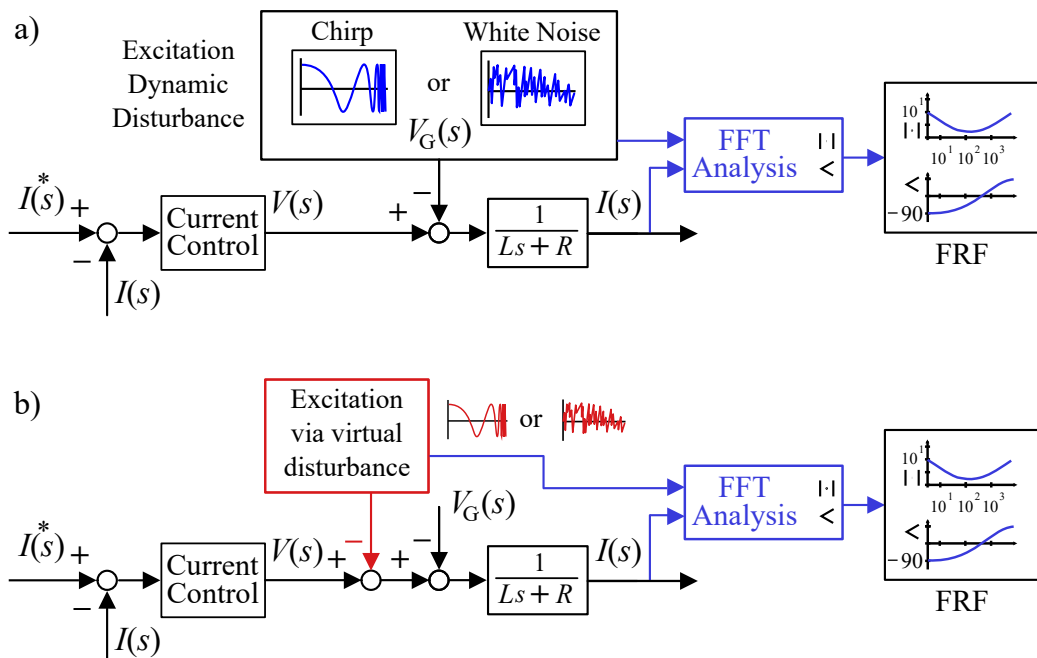 a)
Excitation
Dynamic
Disturbance
Chirp
or
White Noise
V_G(s)
I(s)*
+
−
I(s)
Current
Control
V(s)
+
−
1
Ls + R
I(s)
FFT
Analysis
|·|
<
10^1
|·|
10^1 10^2 10^3
<
−90
FRF
b)
Excitation
via virtual
disturbance
or
V_G(s)
I(s)*
+
−
I(s)
Current
Control
V(s)
+
−
+
−
1
Ls + R
I(s)
FFT
Analysis
|·|
<
10^1
| |
10^1 10^2 10^3
<
−90
FRF